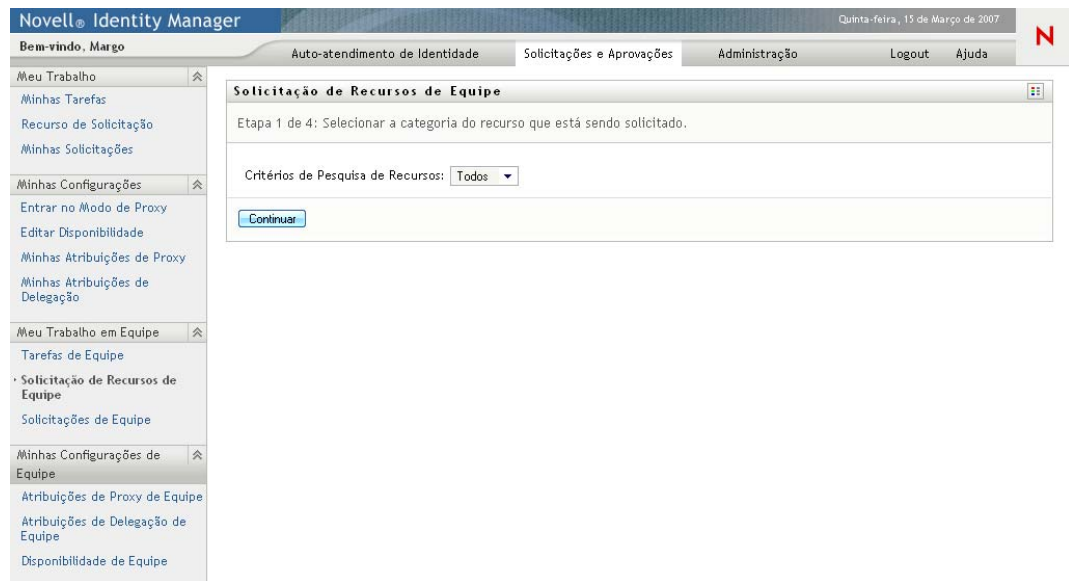 Novell® Identity Manager
Quinta-feira, 15 de Março de 2007
N
Bem-vindo, Margo
Auto-atendimento de Identidade
Solicitações e Aprovações
Administração
Logout
Ajuda
Meu Trabalho
Minhas Tarefas
Recurso de Solicitação
Minhas Solicitações
Minhas Configurações
Entrar no Modo de Proxy
Editar Disponibilidade
Minhas Atribuições de Proxy
Minhas Atribuições de
Delegação
Meu Trabalho em Equipe
Tarefas de Equipe
· Solicitação de Recursos de
Equipe
Solicitações de Equipe
Minhas Configurações de
Equipe
Atribuições de Proxy de Equipe
Atribuições de Delegação de
Equipe
Disponibilidade de Equipe
Solicitação de Recursos de Equipe
Etapa 1 de 4: Selecionar a categoria do recurso que está sendo solicitado.
Critérios de Pesquisa de Recursos: Todos
Continuar